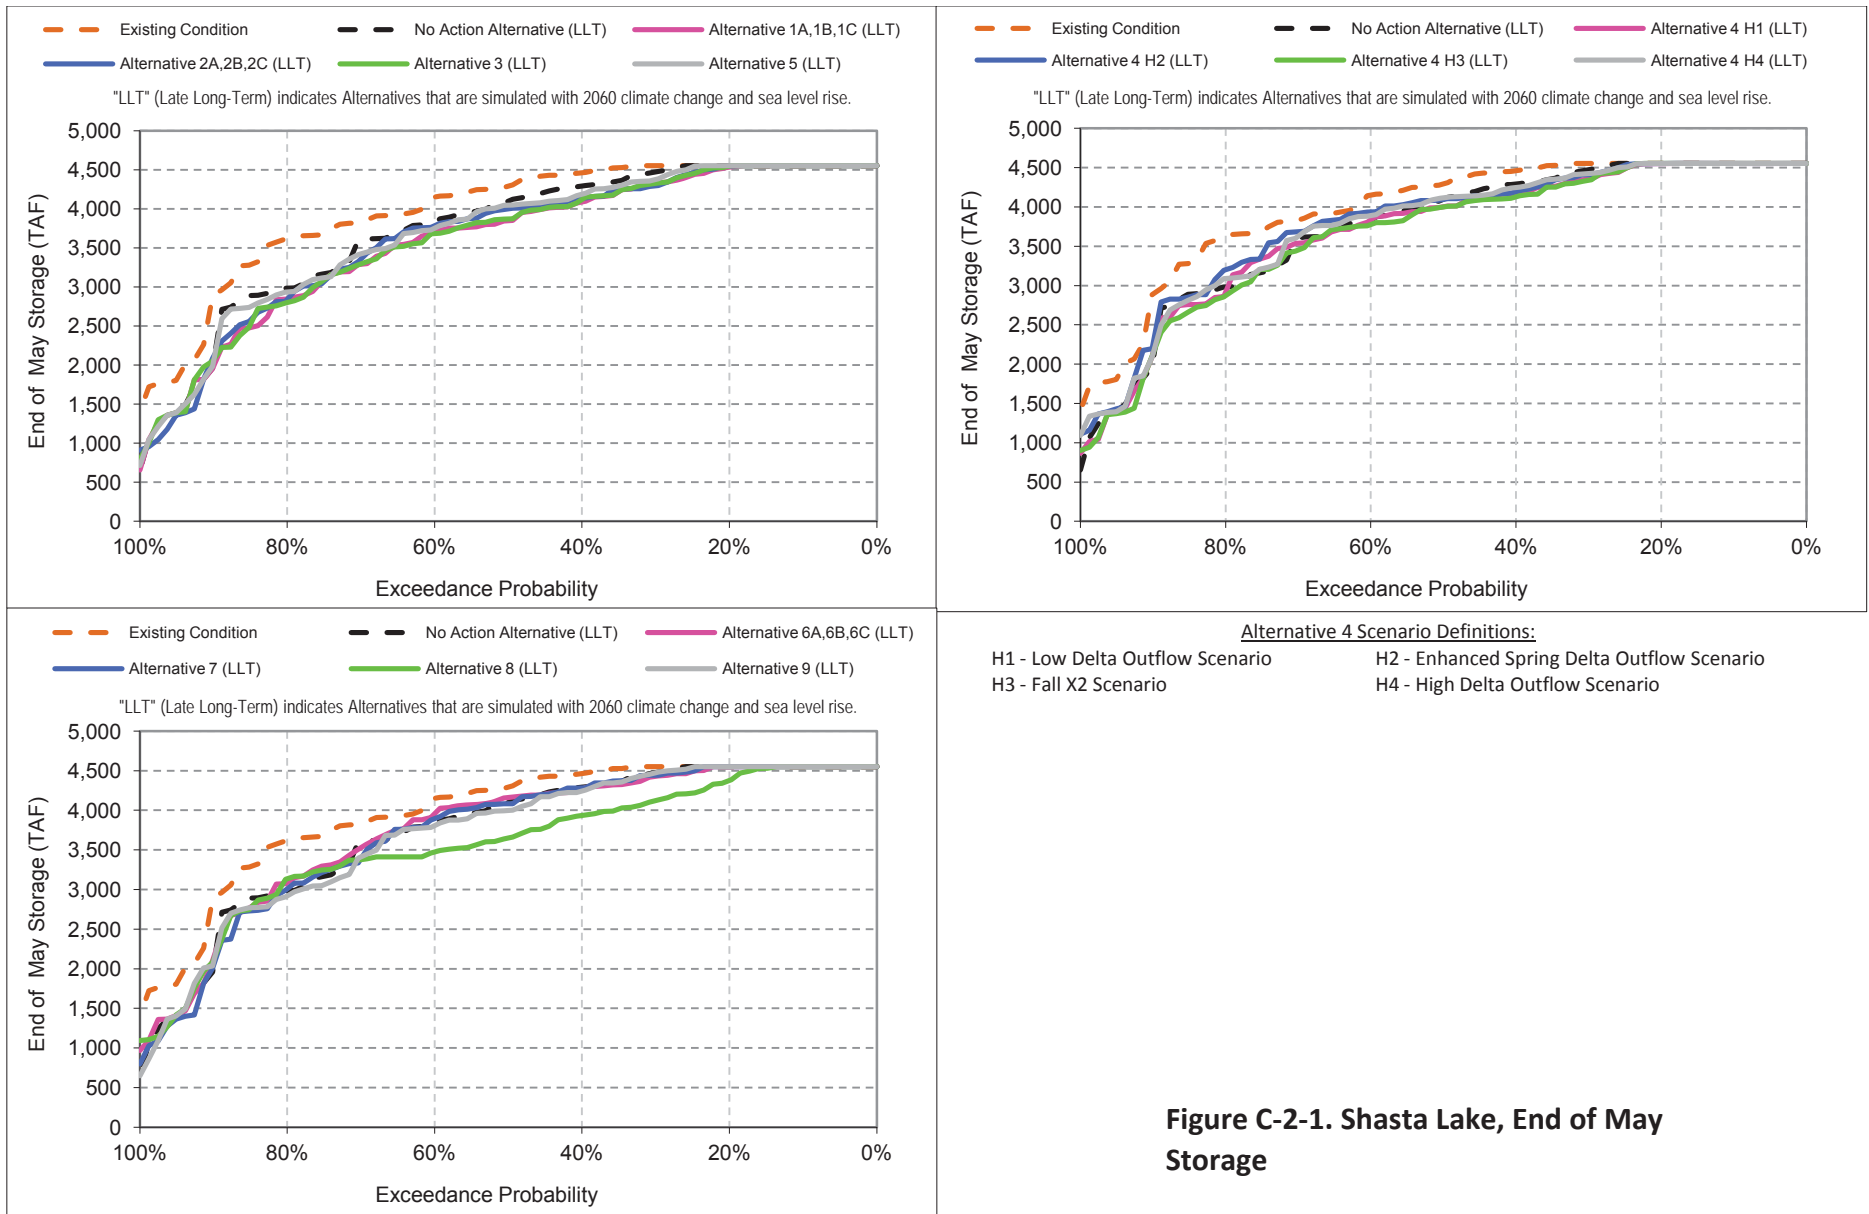 Existing Condition
No Action Alternative (LLT)
Alternative 1A,1B,1C (LLT)
Alternative 2A,2B,2C (LLT)
Alternative 3 (LLT)
Alternative 5 (LLT)
"LLT" (Late Long-Term) indicates Alternatives that are simulated with 2060 climate change and sea level rise.
5,000
4,500
4,000
3,500
3,000
2,500
2,000
1,500
1,000
500
0
End of May Storage (TAF)
100% 80% 60% 40% 20% 0%
Exceedance Probability
Existing Condition
No Action Alternative (LLT)
Alternative 4 H1 (LLT)
Alternative 4 H2 (LLT)
Alternative 4 H3 (LLT)
Alternative 4 H4 (LLT)
"LLT" (Late Long-Term) indicates Alternatives that are simulated with 2060 climate change and sea level rise.
5,000
4,500
4,000
3,500
3,000
2,500
2,000
1,500
1,000
500
0
End of May Storage (TAF)
100% 80% 60% 40% 20% 0%
Exceedance Probability
Existing Condition
No Action Alternative (LLT)
Alternative 6A,6B,6C (LLT)
Alternative 7 (LLT)
Alternative 8 (LLT)
Alternative 9 (LLT)
"LLT" (Late Long-Term) indicates Alternatives that are simulated with 2060 climate change and sea level rise.
5,000
4,500
4,000
3,500
3,000
2,500
2,000
1,500
1,000
500
0
End of May Storage (TAF)
100% 80% 60% 40% 20% 0%
Exceedance Probability
Alternative 4 Scenario Definitions:
H1 - Low Delta Outflow Scenario
H2 - Enhanced Spring Delta Outflow Scenario
H3 - Fall X2 Scenario
H4 - High Delta Outflow Scenario
Figure C-2-1. Shasta Lake, End of May
Storage